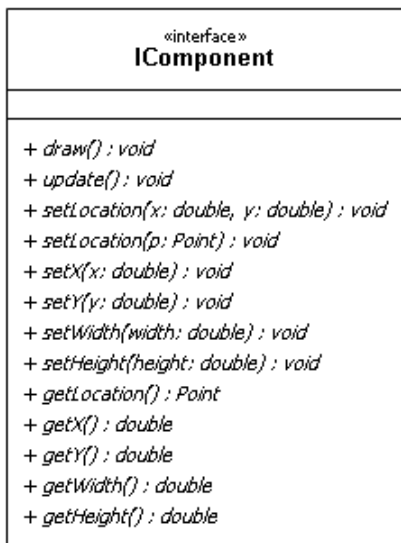 «interface»
IComponent
+ draw() : void
+ update() : void
+ setLocation(x: double, y: double) : void
+ setLocation(p: Point) : void
+ setX(x: double) : void
+ setY(y: double) : void
+ setWidth(width: double) : void
+ setHeight(height: double) : void
+ getLocation() : Point
+ getX() : double
+ getY() : double
+ getWidth() : double
+ getHeight() : double